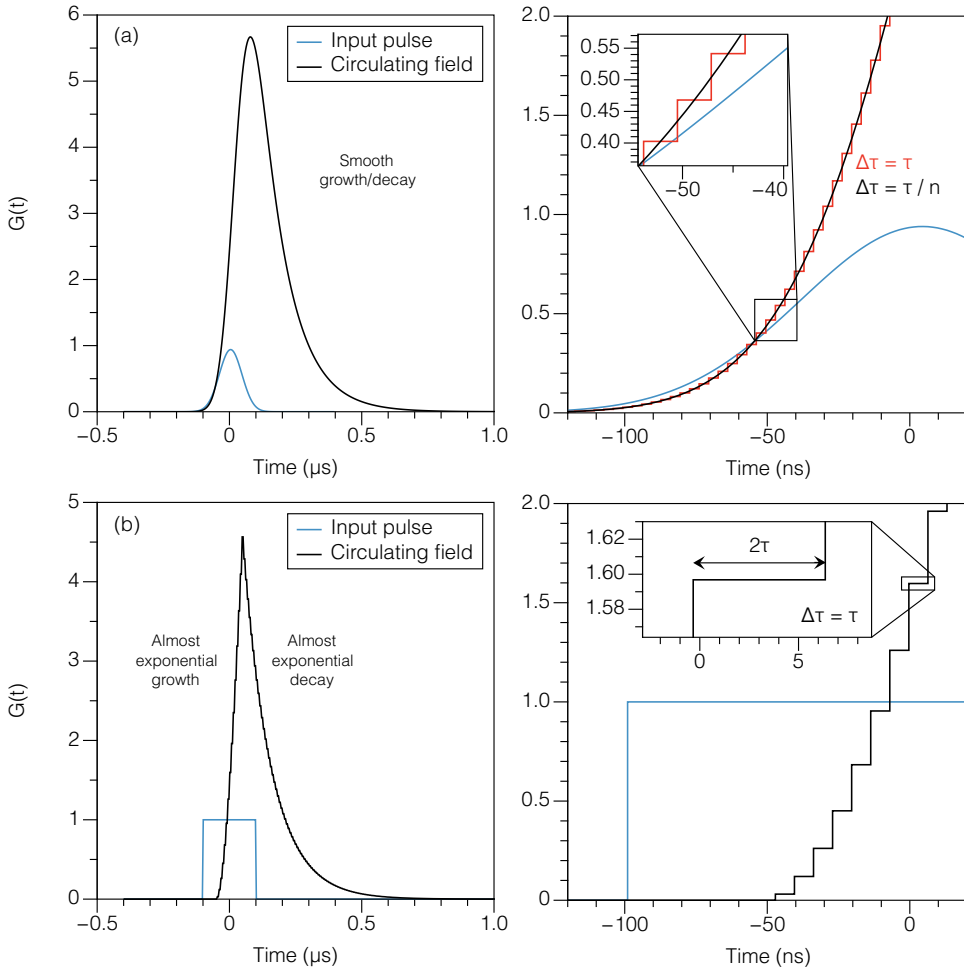 (a)
Input pulse
Circulating field
Smooth
growth/decay
G(t)
6
5
4
3
2
1
0
−0.5
0
0.5
1.0
Time (μs)
2.0
1.5
1.0
0.5
0
0.55
0.50
0.45
0.40
−50
−40
Δτ = τ
Δτ = τ / n
−100
−50
0
Time (ns)
(b)
Input pulse
Circulating field
Almost
exponential
growth
Almost
exponential
decay
G(t)
5
4
3
2
1
0
−0.5
0
0.5
1.0
Time (μs)
2.0
1.5
1.0
0.5
0
1.62
1.60
1.58
2τ
Δτ = τ
0
5
−100
−50
0
Time (ns)